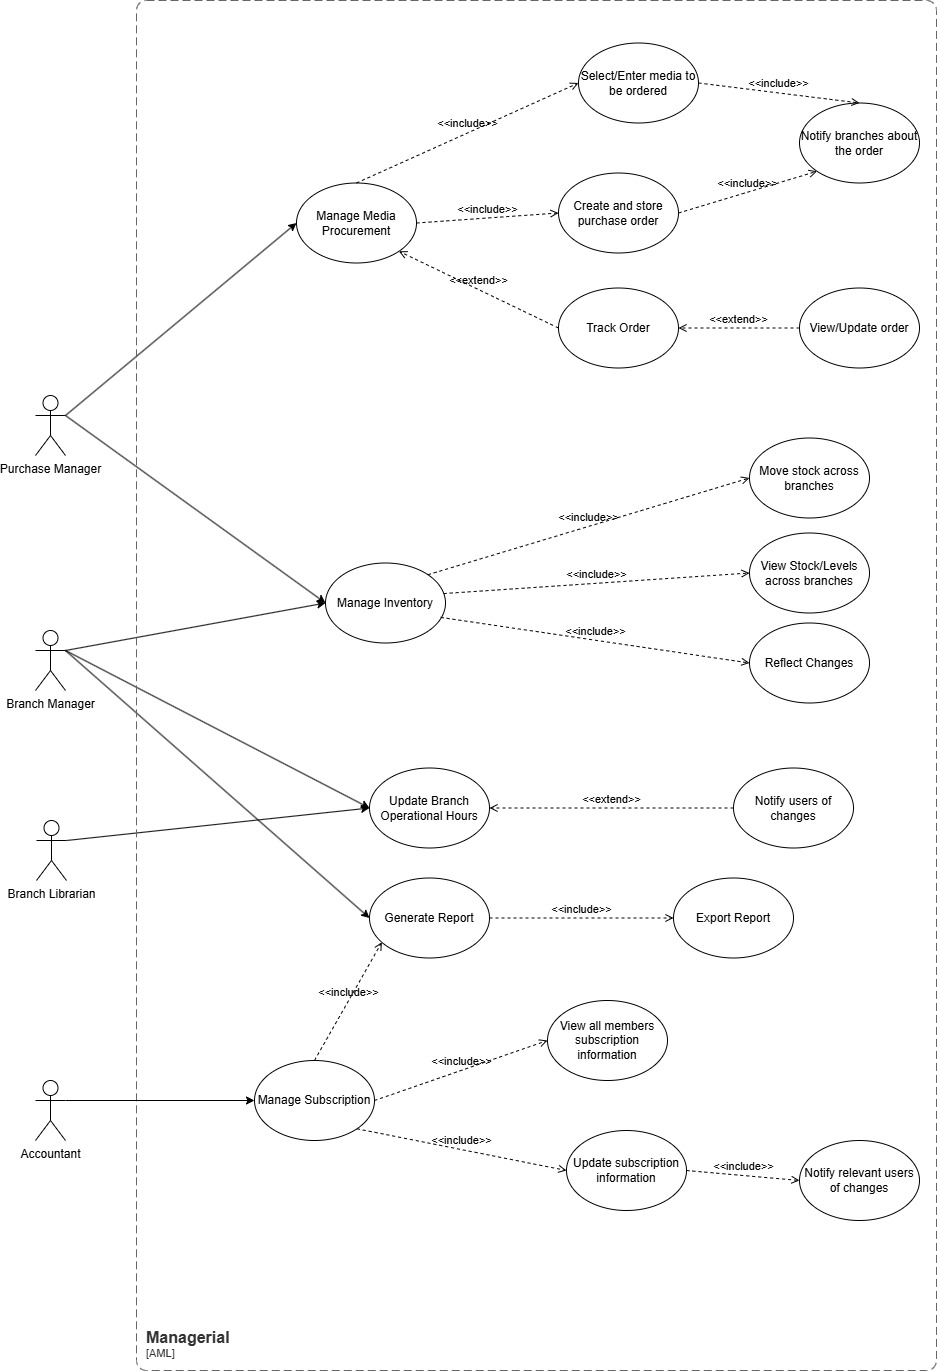 Select/Enter media to
be ordered
<<include>>
<<include>>
Notify branches about
the order
<<include>>
Manage Media
Procurement
<<include>>
Create and store
purchase order
<<extend>>
Track Order
<<extend>>
View/Update order
Purchase Manager
Move stock across
branches
<<include>>
View Stock/Levels
across branches
<<include>>
Manage Inventory
<<include>>
Reflect Changes
Branch Manager
Update Branch
Operational Hours
<<extend>>
Notify users of
changes
Branch Librarian
Generate Report
<<include>>
Export Report
<<include>>
View all members
subscription
information
<<include>>
Manage Subscription
Accountant
<<include>>
Update subscription
information
<<include>>
Notify relevant users
of changes
Managerial
[AML]